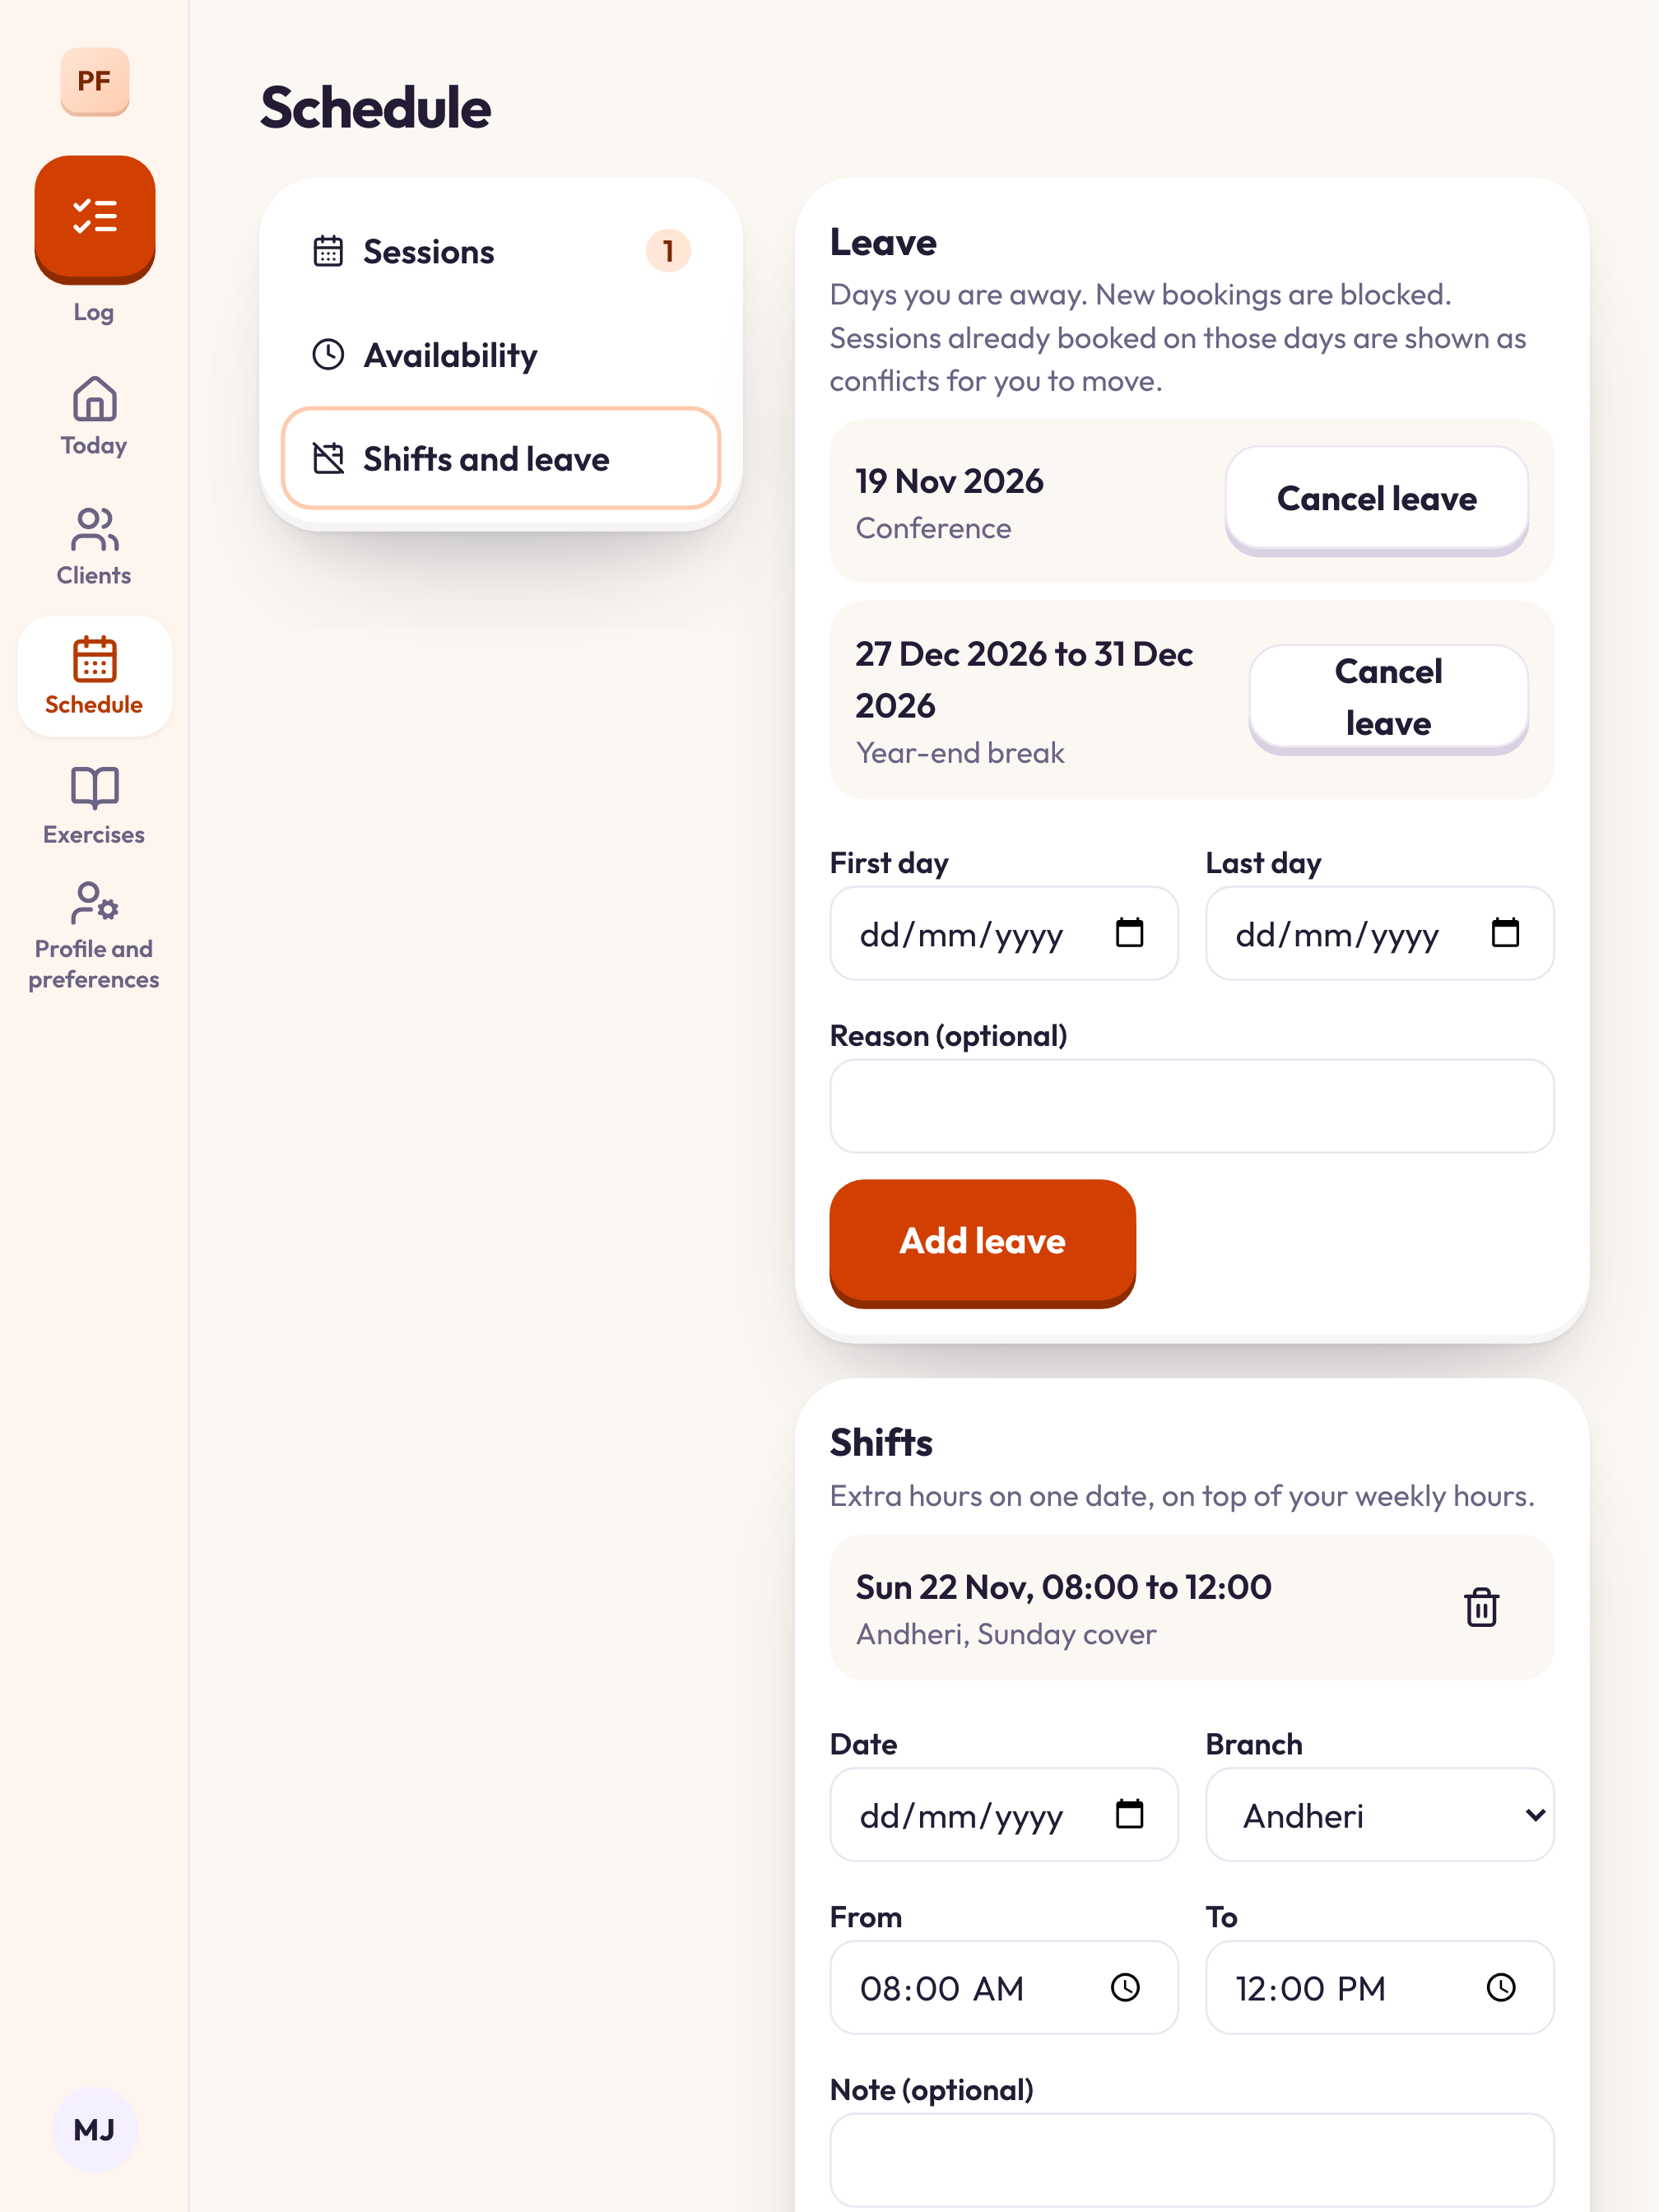 PF
Log
Today
Clients
Schedule
Exercises
Profile and
preferences
MJ
Schedule
Sessions 1
Availability
Shifts and leave
Leave
Days you are away. New bookings are blocked.
Sessions already booked on those days are shown as
conflicts for you to move.
19 Nov 2026
Conference
Cancel leave
27 Dec 2026 to 31 Dec
2026
Year-end break
Cancel
leave
First day
Last day
dd/mm/yyyy
dd/mm/yyyy
Reason (optional)
Add leave
Shifts
Extra hours on one date, on top of your weekly hours.
Sun 22 Nov, 08:00 to 12:00
Andheri, Sunday cover
Date
Branch
dd/mm/yyyy
Andheri
From
To
08:00 AM
12:00 PM
Note (optional)